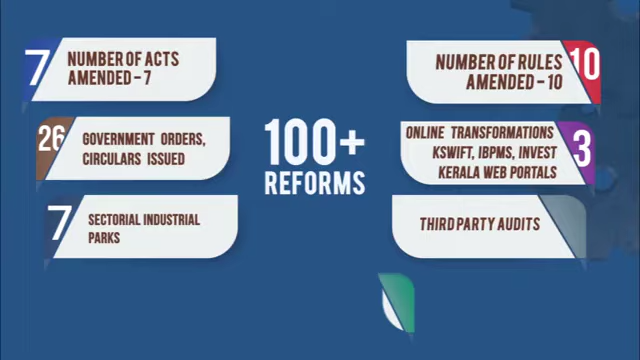 7
NUMBER OF ACTS
AMENDED – 7
26
GOVERNMENT ORDERS,
CIRCULARS ISSUED
7
SECTORIAL INDUSTRIAL
PARKS
100+
REFORMS
NUMBER OF RULES
AMENDED – 10
10
ONLINE TRANSFORMATIONS
KSWIFT, IBPMS, INVEST
KERALA WEB PORTALS
3
THIRD PARTY AUDITS